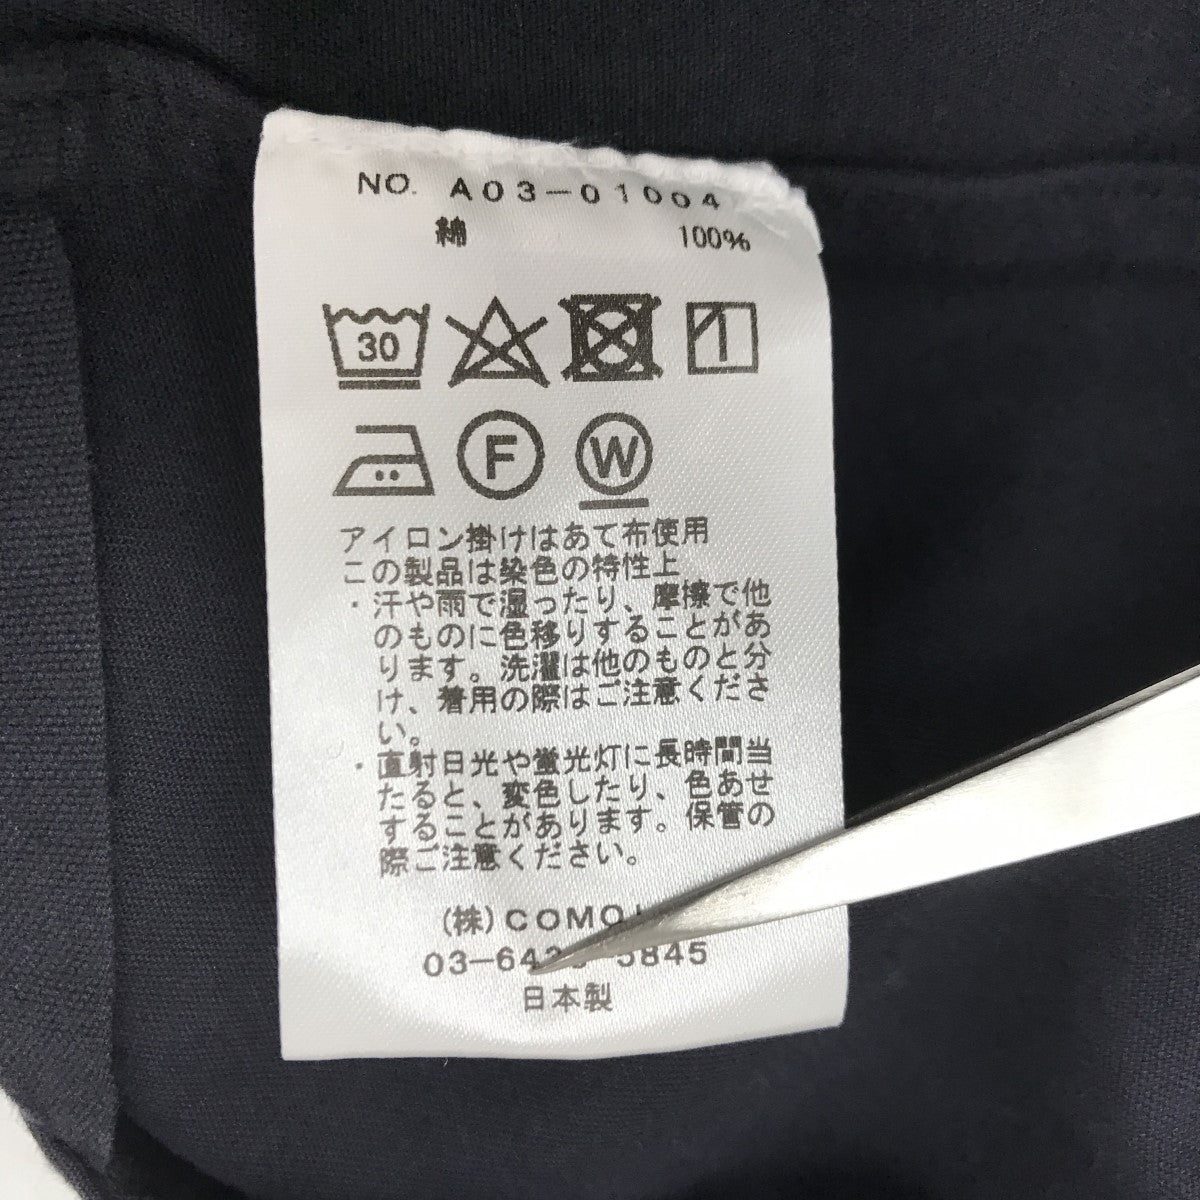 NO. A03-01004
綿 100%
30
F
W
アイロン掛けはあて布使用
この製品は染色の特性上
・汗や雨で湿ったり、摩擦で他
のものに色移りすることがあ
ります。洗濯は他のものと分
け、着用の際はご注意くださ
い。
・直射日光や蛍光灯に長時間当
たると、変色したり、色あせ
することがあります。保管の
際ご注意ください。
(株)COMO
03-64 5845
日本製